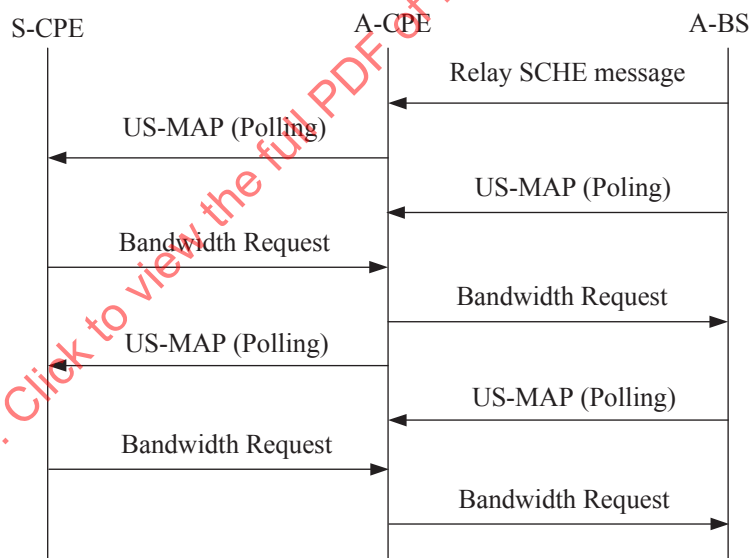 S-CPE A-CPE A-BS
Relay SCHE message
US-MAP (Polling)
US-MAP (Poling)
Bandwidth Request
Bandwidth Request
US-MAP (Polling)
US-MAP (Polling)
Bandwidth Request
Bandwidth Request
. Click to view the full PDF of